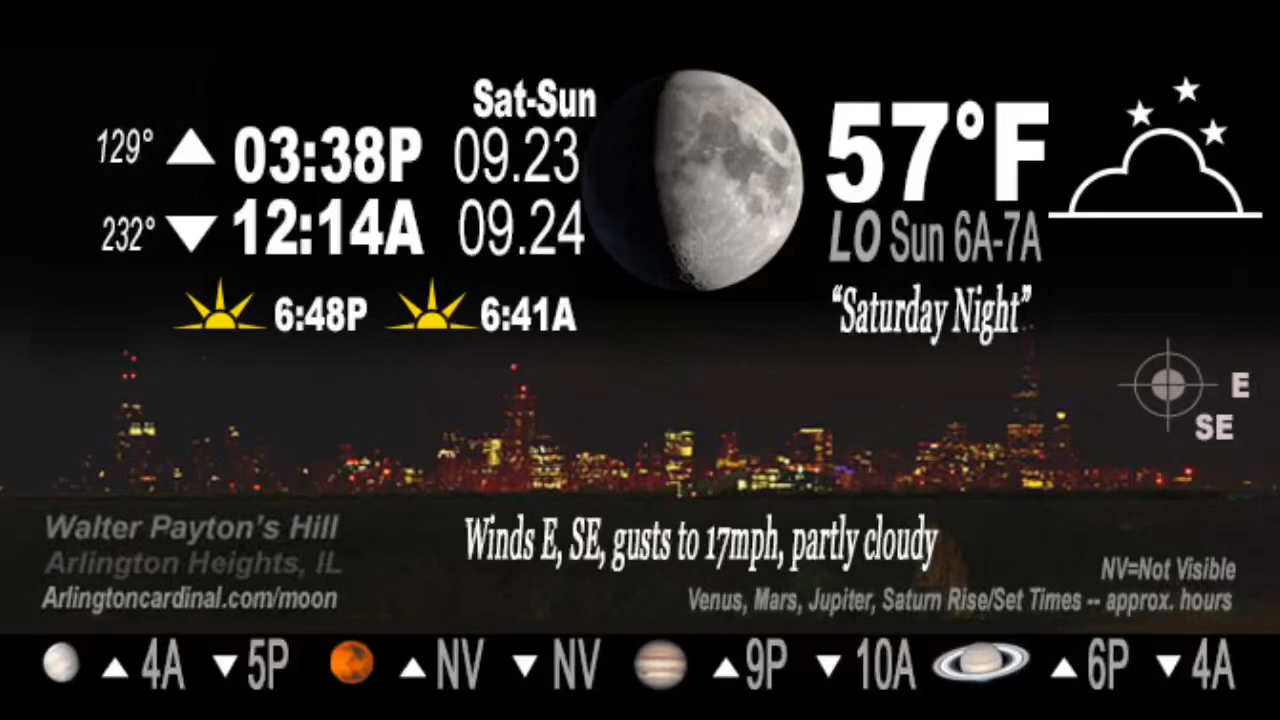 Sat-Sun
129° 03:38P 09.23
232° 12:14A 09.24
6:48P 6:41A
57°F
LO Sun 6A-7A
“Saturday Night”
E
SE
Walter Payton's Hill
Arlington Heights, IL
Arlingtoncardinal.com/moon
Winds E, SE, gusts to 17mph, partly cloudy
NV=Not Visible
Venus, Mars, Jupiter, Saturn Rise/Set Times -- approx. hours
4A 5P NV NV 9P 10A 6P 4A